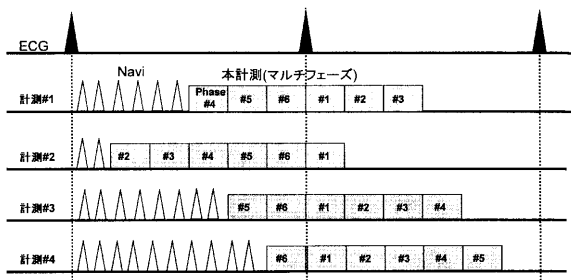 ECG
Navi 本計測(マルチフェーズ)
計測#1 Phase #4 #5 #6 #1 #2 #3
計測#2 #2 #3 #4 #5 #6 #1
計測#3 #5 #6 #1 #2 #3 #4
計測#4 #6 #1 #2 #3 #4 #5